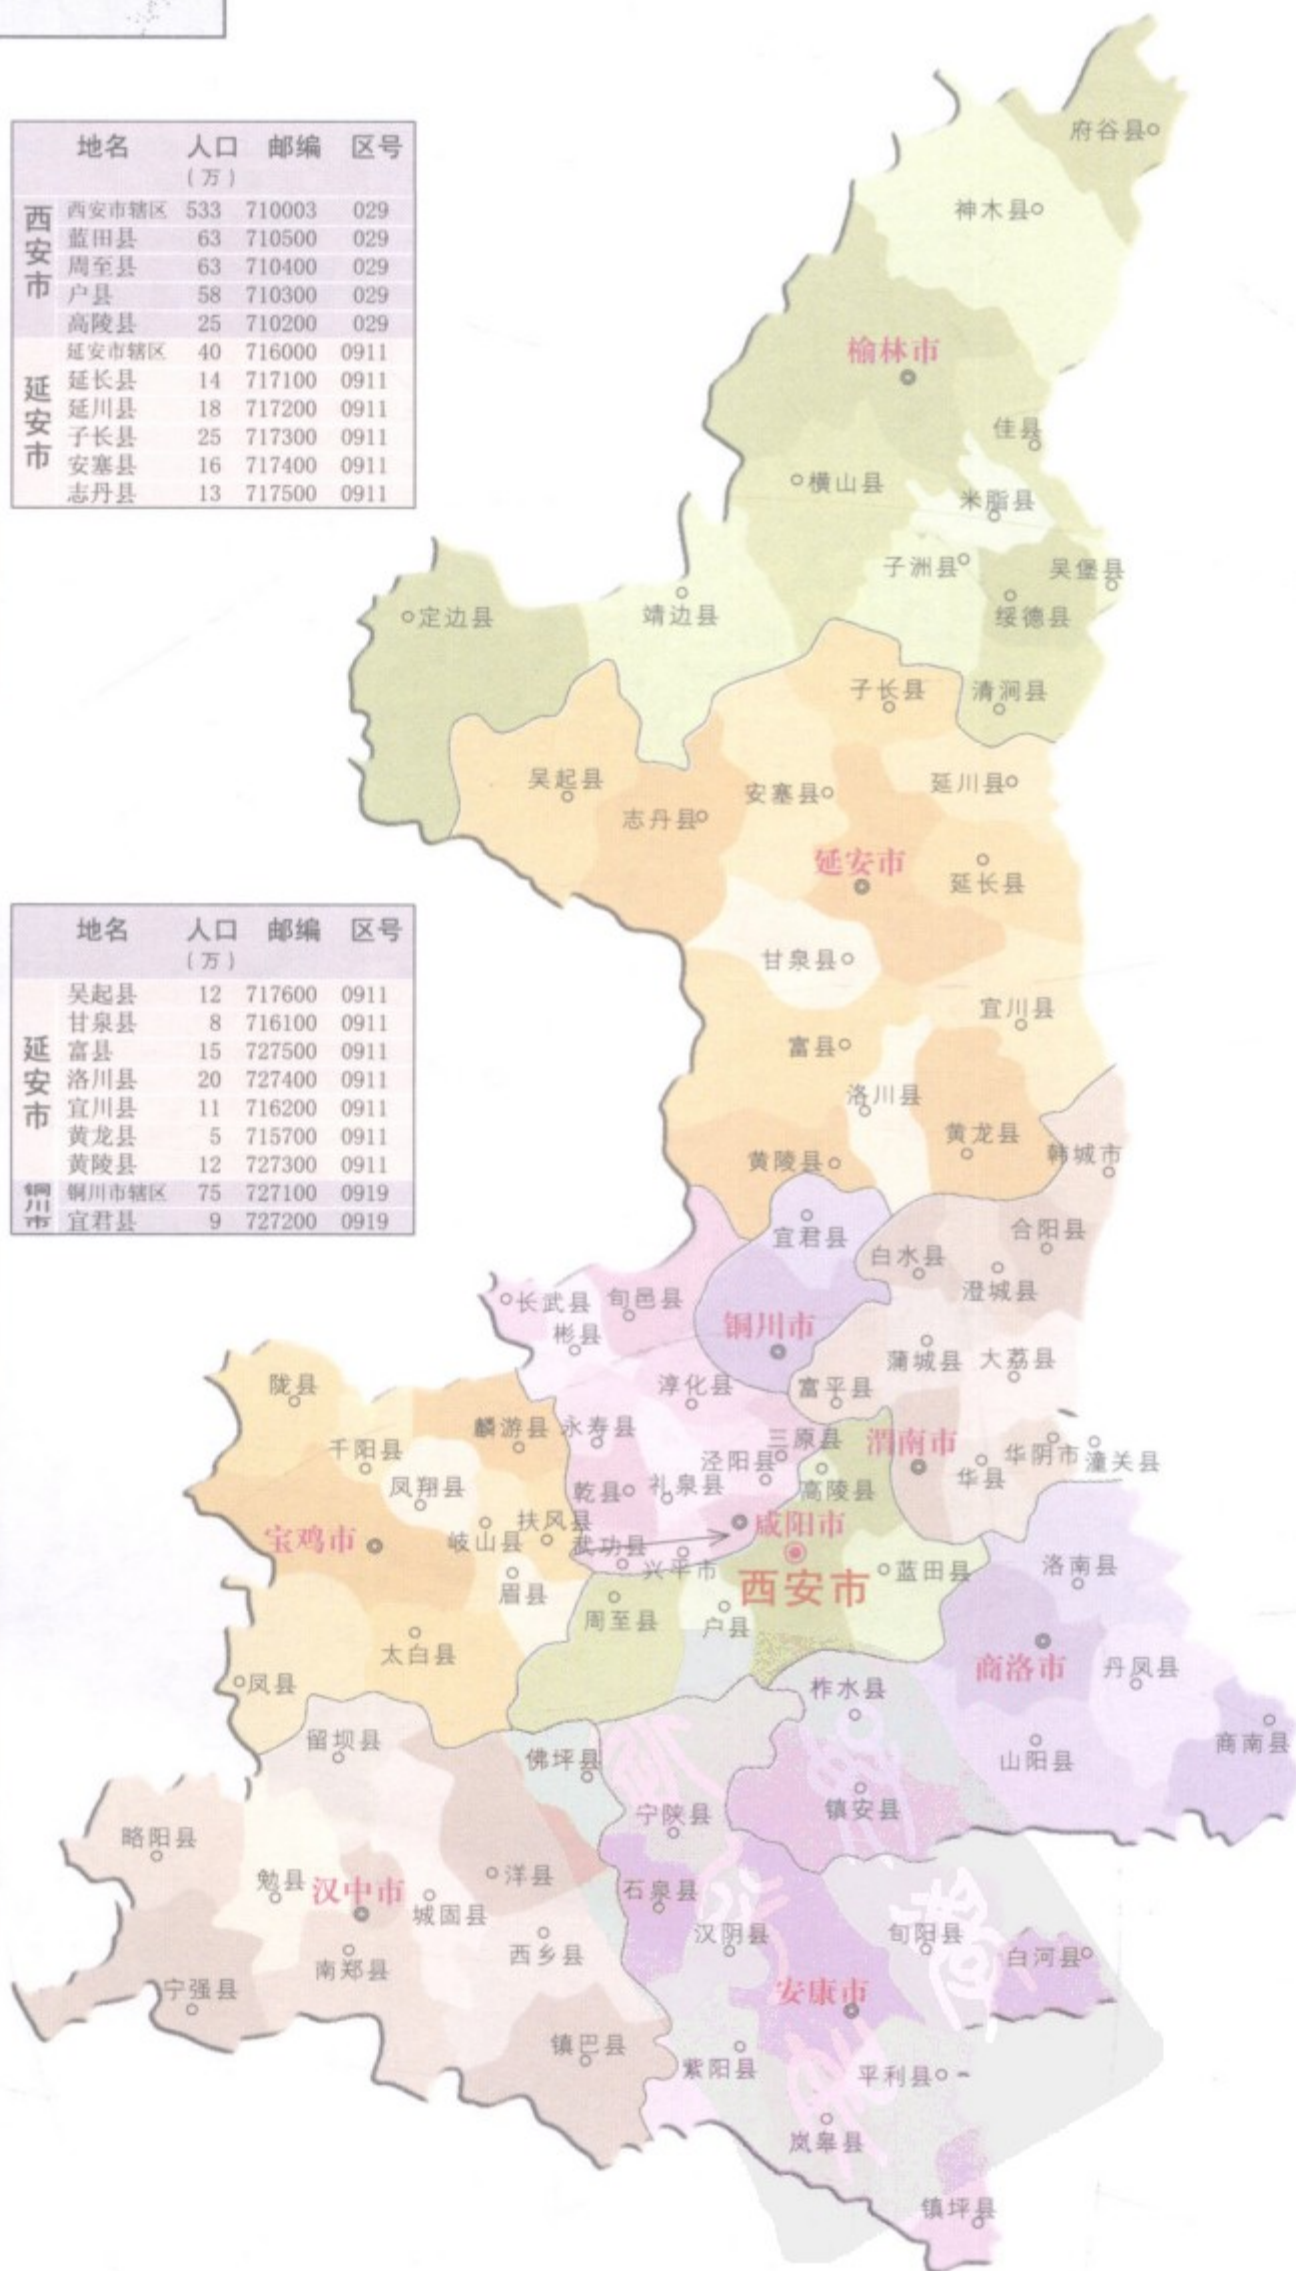 地名 人口 邮编 区号
(万)
西安市
西安市辖区 533 710003 029
蓝田县 63 710500 029
周至县 63 710400 029
户县 58 710300 029
高陵县 25 710200 029
延安市
延安市辖区 40 716000 0911
延长县 14 717100 0911
延川县 18 717200 0911
子长县 25 717300 0911
安塞县 16 717400 0911
志丹县 13 717500 0911
地名 人口 邮编 区号
(万)
延安市
吴起县 12 717600 0911
甘泉县 8 716100 0911
富县 15 727500 0911
洛川县 20 727400 0911
宜川县 11 716200 0911
黄龙县 5 715700 0911
黄陵县 12 727300 0911
铜川市
铜川市辖区 75 727100 0919
宜君县 9 727200 0919
府谷县
神木县
榆林市
佳县
横山县
米脂县
子洲县
吴堡县
定边县
靖边县
绥德县
子长县
清涧县
吴起县
安塞县
延川县
志丹县
延安市
延长县
甘泉县
宜川县
富县
洛川县
黄龙县
黄陵县
韩城市
宜君县
合阳县
白水县
澄城县
长武县
旬邑县
铜川市
彬县
蒲城县
大荔县
陇县
淳化县
富平县
麟游县
永寿县
千阳县
三原县
渭南市
华阴市
潼关县
泾阳县
凤翔县
乾县
礼泉县
高陵县
华县
扶风县
咸阳市
宝鸡市
岐山县
武功县
兴平市
西安市
蓝田县
洛南县
眉县
周至县
户县
太白县
商洛市
丹凤县
凤县
柞水县
留坝县
佛坪县
山阳县
商南县
宁陕县
镇安县
略阳县
勉县
汉中市
洋县
石泉县
城固县
汉阴县
旬阳县
西乡县
白河县
南郑县
宁强县
安康市
镇巴县
紫阳县
平利县
岚皋县
镇坪县